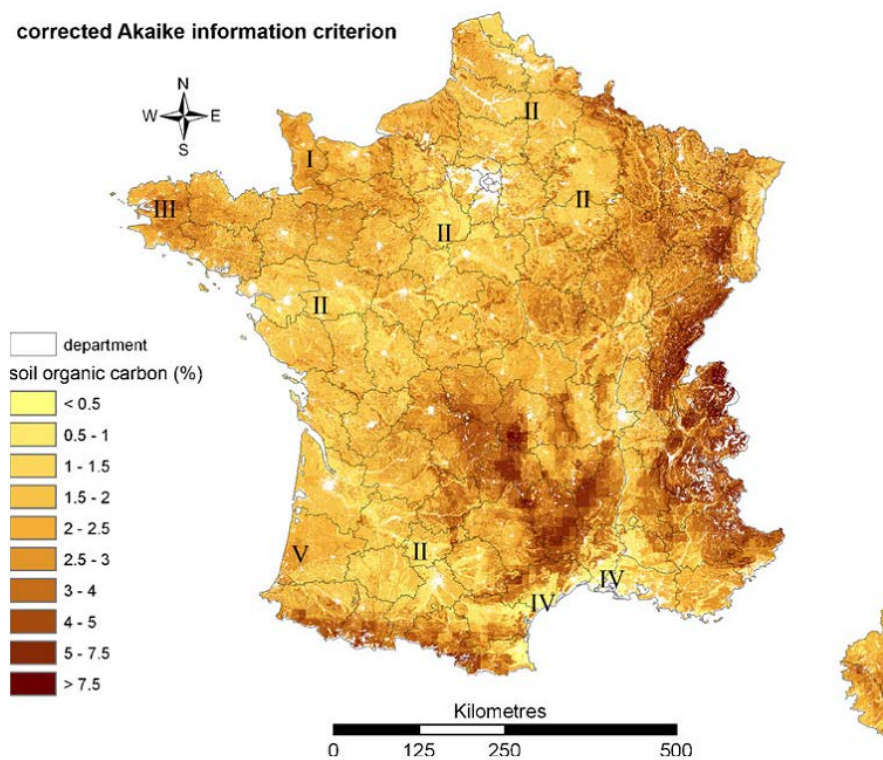 corrected Akaike information criterion
N
W E
S
I
II
II
III
II
II
II
V
IV
IV
department
soil organic carbon (%)
< 0.5
0.5 - 1
1 - 1.5
1.5 - 2
2 - 2.5
2.5 - 3
3 - 4
4 - 5
5 - 7.5
> 7.5
Kilometres
0 125 250 500